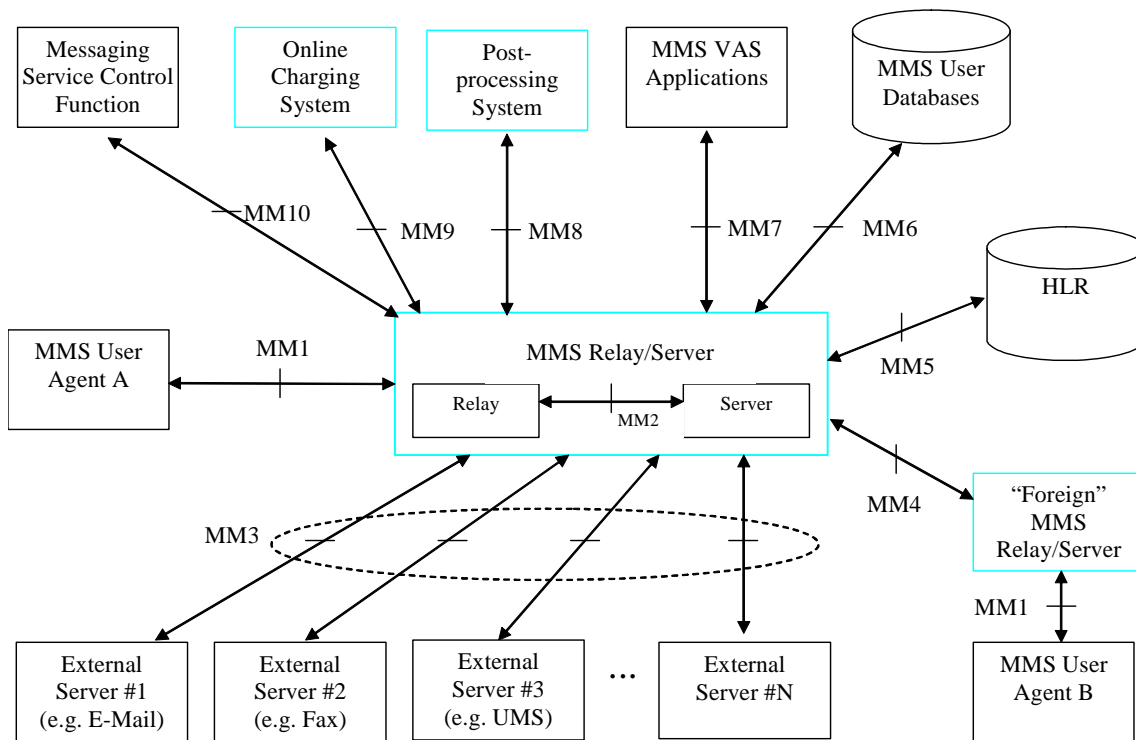 Messaging
Service Control
Function
Online
Charging
System
Post-
processing
System
MMS VAS
Applications
MMS User
Databases
MM10
MM9
MM8
MM7
MM6
HLR
MMS User
Agent A
MM1
MMS Relay/Server
Relay
MM2
Server
MM5
MM4
“Foreign”
MMS
Relay/Server
MM3
MM1
External
Server #1
(e.g. E-Mail)
External
Server #2
(e.g. Fax)
External
Server #3
(e.g. UMS)
...
External
Server #N
MMS User
Agent B